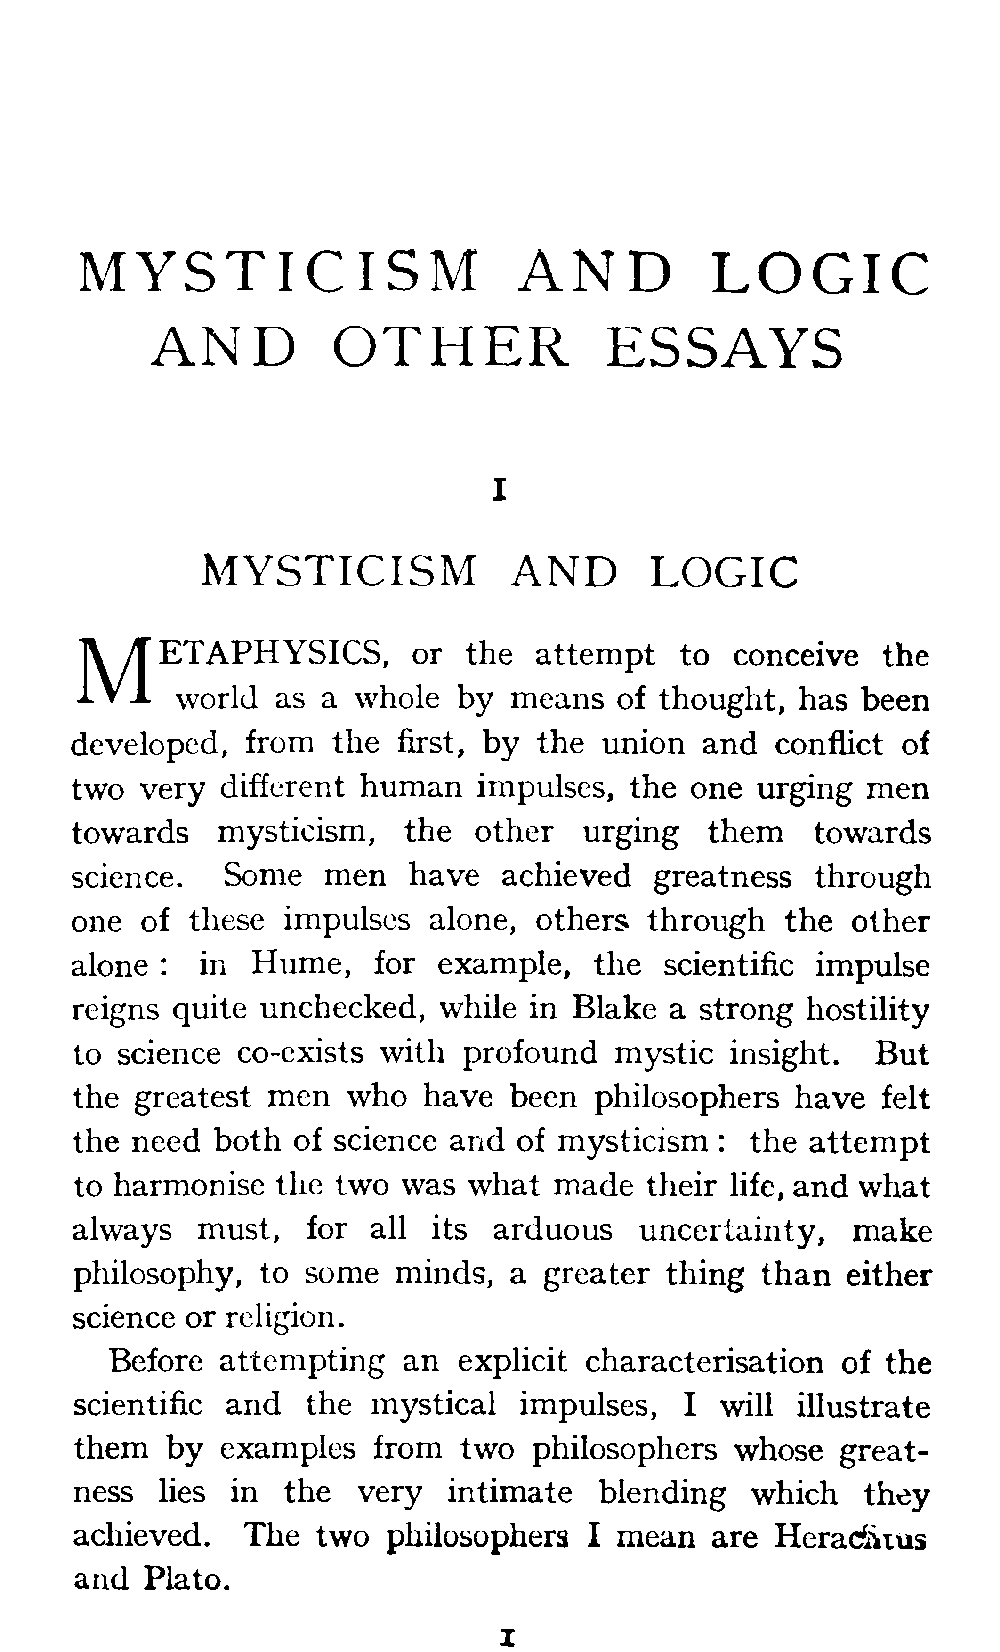 MYSTICISM AND LOGIC
AND OTHER ESSAYS
I
MYSTICISM AND LOGIC
METAPHYSICS, or the attempt to conceive the
world as a whole by means of thought, has been
developed, from the first, by the union and conflict of
two very different human impulses, the one urging men
towards mysticism, the other urging them towards
science. Some men have achieved greatness through
one of these impulses alone, others through the other
alone : in Hume, for example, the scientific impulse
reigns quite unchecked, while in Blake a strong hostility
to science co-exists with profound mystic insight. But
the greatest men who have been philosophers have felt
the need both of science and of mysticism : the attempt
to harmonise the two was what made their life, and what
always must, for all its arduous uncertainty, make
philosophy, to some minds, a greater thing than either
science or religion.
Before attempting an explicit characterisation of the
scientific and the mystical impulses, I will illustrate
them by examples from two philosophers whose great-
ness lies in the very intimate blending which they
achieved. The two philosophers I mean are Heraclitus
and Plato.
I